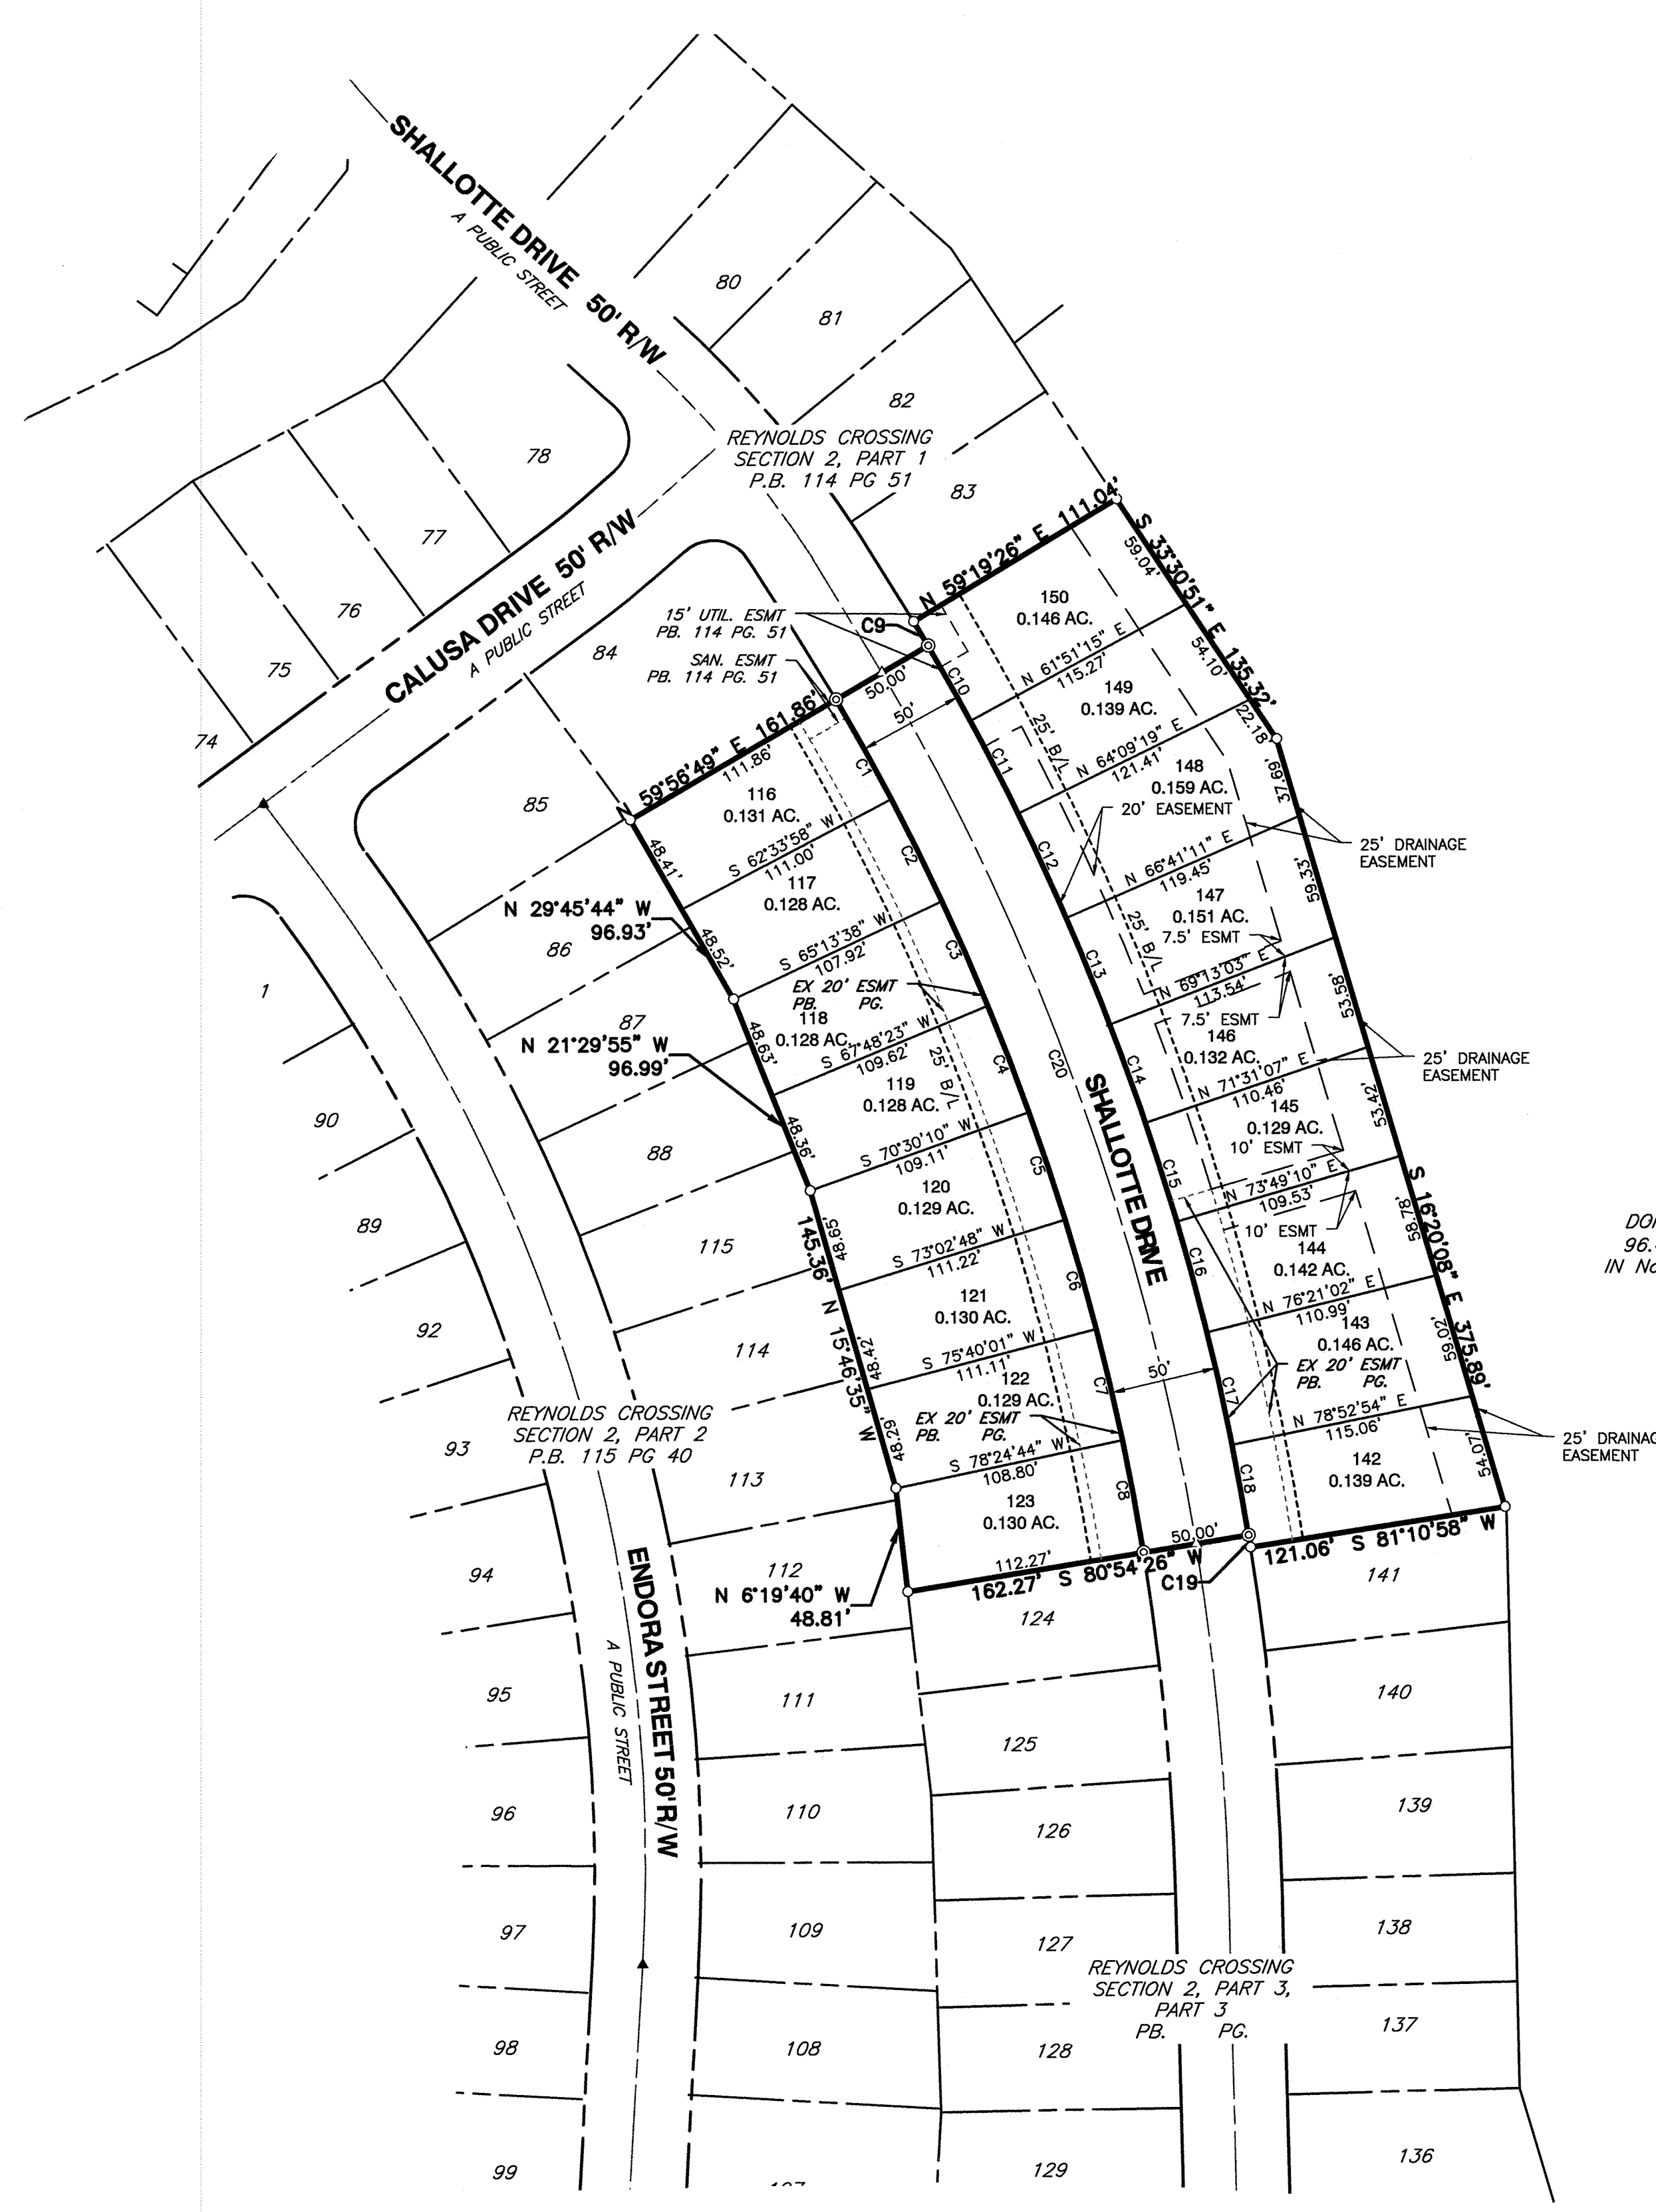 SHALLOTTE DRIVE 50' R/W
A PUBLIC STREET
80
81
82
REYNOLDS CROSSING
SECTION 2, PART 1
P.B. 114 PG 51
83
78
77
76
75
74
CALUSA DRIVE 50' R/W
A PUBLIC STREET
84
85
86
87
88
1
90
89
92
93
94
95
96
97
98
99
15' UTIL. ESMT
PB. 114 PG. 51
SAN. ESMT
PB. 114 PG. 51
C9
N 59°19'26" E 111.04'
S 33°30'51" E 135.32'
59.04'
54.10'
22.18'
150
0.146 AC.
N 61°51'15" E
115.27'
149
0.139 AC.
N 64°09'19" E
121.41'
148
0.159 AC.
20' EASEMENT
37.69'
25' DRAINAGE
EASEMENT
N 66°41'11" E
119.45'
59.33'
147
0.151 AC.
7.5' ESMT
N 69°13'03" E
113.54'
7.5' ESMT
53.58'
146
0.132 AC.
25' DRAINAGE
EASEMENT
N 71°31'07" E
110.46'
53.42'
145
0.129 AC.
10' ESMT
N 73°49'10" E
109.53'
10' ESMT
58.78'
S 16°20'08" E 375.89'
144
0.142 AC.
N 76°21'02" E
110.99'
59.02'
143
0.146 AC.
EX 20' ESMT
PB. PG.
N 78°52'54" E
115.06'
54.07'
25' DRAINAG
EASEMENT
142
0.139 AC.
121.06' S 81°10'58" W
C10
C11
C12
C13
C14
C15
C16
C17
C18
C19
25' B/L
25' B/L
50.00'
50'
C20
SHALLOTTE DRIVE
50'
50.00'
N 59°56'49" E 161.86'
111.86'
116
0.131 AC.
48.41'
S 62°33'58" W
111.00'
117
0.128 AC.
48.52'
N 29°45'44" W
96.93'
S 65°13'38" W
107.92'
EX 20' ESMT
PB. PG.
118
0.128 AC.
48.63'
N 21°29'55" W
96.99'
S 67°48'23" W
109.62'
25' B/L
119
0.128 AC.
48.36'
S 70°30'10" W
109.11'
120
0.129 AC.
48.65'
S 73°02'48" W
111.22'
121
0.130 AC.
48.42'
145.36' N 15°46'35" W
S 75°40'01" W
111.11'
122
0.129 AC.
EX 20' ESMT
PB. PG.
48.29'
S 78°24'44" W
108.80'
123
0.130 AC.
N 6°19'40" W
48.81'
112.27'
162.27' S 80°54'26" W
C1
C2
C3
C4
C5
C6
C7
C8
115
114
113
112
111
110
109
108
REYNOLDS CROSSING
SECTION 2, PART 2
P.B. 115 PG 40
ENDORA STREET 50' R/W
A PUBLIC STREET
124
125
126
127
128
129
141
140
139
138
137
136
REYNOLDS CROSSING
SECTION 2, PART 3,
PART 3
PB. PG.
96.